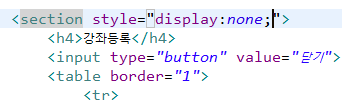 <section style="display:none;">
<h4>강좌등록</h4>
<input type="button" value="닫기">
<table border="1">
<tr>